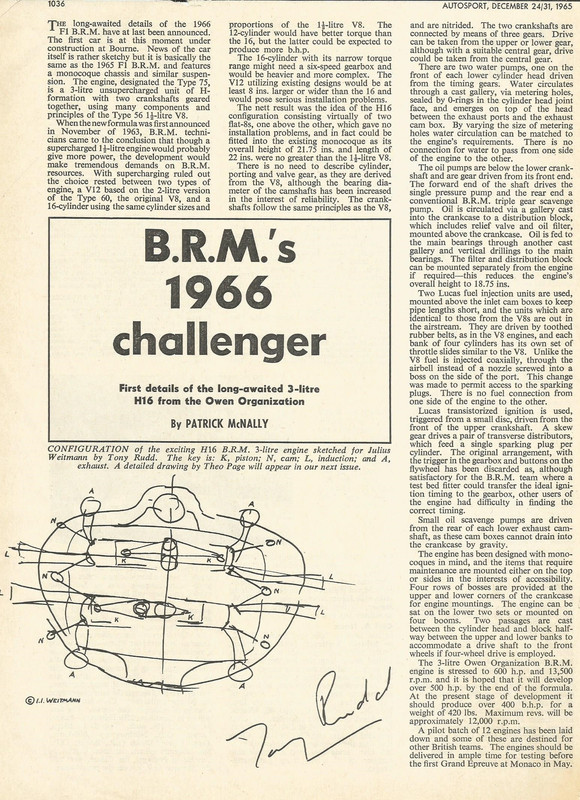 1036
AUTOSPORT, DECEMBER 24/31, 1965
THE long-awaited details of the 1966
F1 B.R.M. have at last been announced.
The first car is at this moment under
construction at Bourne. News of the car
itself is rather sketchy but it is basically the
same as the 1965 F1 B.R.M. and features
a monocoque chassis and similar suspen-
sion. The engine, designated the Type 75,
is a 3-litre unsupercharged unit of H-
formation with two crankshafts geared
together, using many components and
principles of the Type 56 1½-litre V8.
When the new formula was first announced
in November of 1963, B.R.M. techni-
cians came to the conclusion that though a
supercharged 1½-litre engine would probably
give more power, the development would
make tremendous demands on B.R.M.
resources. With supercharging ruled out
the choice rested between two types of
engine, a V12 based on the 2-litre version
of the Type 60, the original V8, and a
16-cylinder using the same cylinder sizes and
proportions of the 1½-litre V8. The
12-cylinder would have better torque than
the 16, but the latter could be expected to
produce more b.h.p.
The 16-cylinder with its narrow torque
range might need a six-speed gearbox and
would be heavier and more complex. The
V12 utilizing existing designs would be at
least 8 ins. larger or wider than the 16 and
would pose serious installation problems.
The nett result was the idea of the H16
configuration consisting virtually of two
flat-8s, one above the other, which gave no
installation problems, and in fact could be
fitted into the existing monocoque as its
overall height of 21.75 ins. and length of
22 ins. were no greater than the 1½-litre V8.
There is no need to describe cylinder,
porting and valve gear, as they are derived
from the V8, although the bearing dia-
meter of the camshafts has been increased
in the interest of reliability. The crank-
shafts follow the same principles as the V8,
B.R.M.'s
1966
challenger
First details of the long-awaited 3-litre
H16 from the Owen Organization
By PATRICK McNALLY
CONFIGURATION of the exciting H16 B.R.M. 3-litre engine sketched for Julius
Weitmann by Tony Rudd. The key is: K, piston; N, cam; L, induction; and A,
exhaust. A detailed drawing by Theo Page will appear in our next issue.
A
A
N
N
L
L
K
K
N
N
L
L
K
K
N
N
A
A
© J.J. WEITMANN
Tony Rudd
and are nitrided. The two crankshafts are
connected by means of three gears. Drive
can be taken from the upper or lower gear,
although with a suitable central gear, drive
could be taken from the central gear.
There are two water pumps, one on the
front of each lower cylinder head driven
from the timing gears. Water circulates
through a cast gallery, via metering holes,
sealed by 0-rings in the cylinder head joint
face, and emerges on top of the head
between the exhaust ports and the exhaust
cam box. By varying the size of metering
holes water circulation can be matched to
the engine's requirements. There is no
connection for water to pass from one side
of the engine to the other.
The oil pumps are below the lower crank-
shaft and are gear driven from its front end.
The forward end of the shaft drives the
single pressure pump and the rear end a
conventional B.R.M. triple gear scavenge
pump. Oil is circulated via a gallery cast
into the crankcase to a distribution block,
which includes relief valve and oil filter,
mounted above the crankcase. Oil is fed to
the main bearings through another cast
gallery and vertical drillings to the main
bearings. The filter and distribution block
can be mounted separately from the engine
if required—this reduces the engine's
overall height to 18.75 ins.
Two Lucas fuel injection units are used,
mounted above the inlet cam boxes to keep
pipe lengths short, and the units which are
identical to those from the V8s are out in
the airstream. They are driven by toothed
rubber belts, as in the V8 engines, and each
bank of four cylinders has its own set of
throttle slides similar to the V8. Unlike the
V8 fuel is injected coaxially, through the
airbell instead of a nozzle screwed into a
boss on the side of the port. This change
was made to permit access to the sparking
plugs. There is no fuel connection from
one side of the engine to the other.
Lucas transistorized ignition is used,
triggered from a small disc, driven from the
front of the upper crankshaft. A skew
gear drives a pair of transverse distributors,
which feed a single sparking plug per
cylinder. The original arrangement, with
the trigger in the gearbox and buttons on the
flywheel has been discarded as, although
satisfactory for the B.R.M. team where a
test bed fitter could transfer the ideal igni-
tion timing to the gearbox, other users of
the engine had difficulty in finding the
correct timing.
Small oil scavenge pumps are driven
from the rear of each lower exhaust cam-
shaft, as these cam boxes cannot drain into
the crankcase by gravity.
The engine has been designed with mono-
coques in mind, and the items that require
maintenance are mounted either on the top
or sides in the interests of accessibility.
Four rows of bosses are provided at the
upper and lower corners of the crankcase
for engine mountings. The engine can be
sat on the lower two sets or mounted on
four booms. Two passages are cast
between the cylinder head and block half-
way between the upper and lower banks to
accommodate a drive shaft to the front
wheels if four-wheel drive is employed.
The 3-litre Owen Organization B.R.M.
engine is stressed to 600 h.p. and 13,500
r.p.m. and it is hoped that it will develop
over 500 h.p. by the end of the formula.
At the present stage of development it
should produce over 400 b.h.p. for a
weight of 420 lbs. Maximum revs. will be
approximately 12,000 r.p.m.
A pilot batch of 12 engines has been laid
down and some of these are destined for
other British teams. The engines should be
delivered in ample time for testing before
the first Grand Epreuve at Monaco in May.